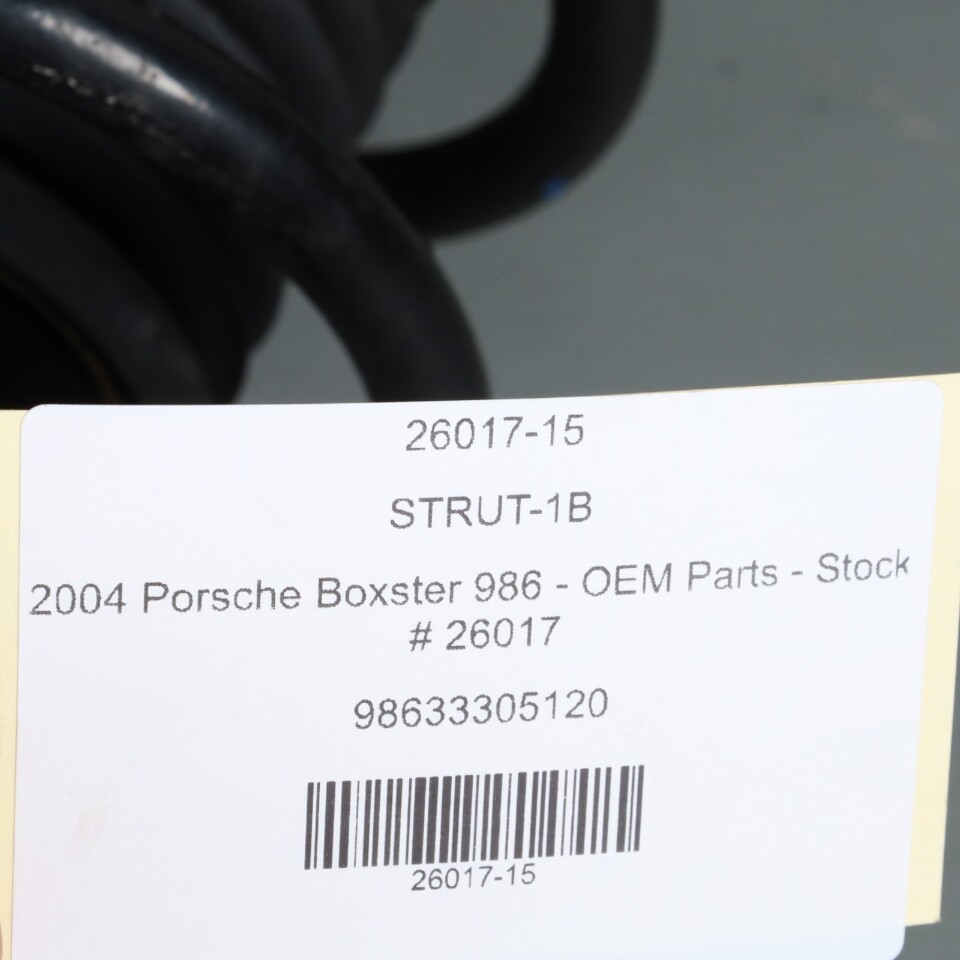 26017-15
STRUT-1B
2004 Porsche Boxster 986 - OEM Parts - Stock
# 26017
98633305120
26017-15